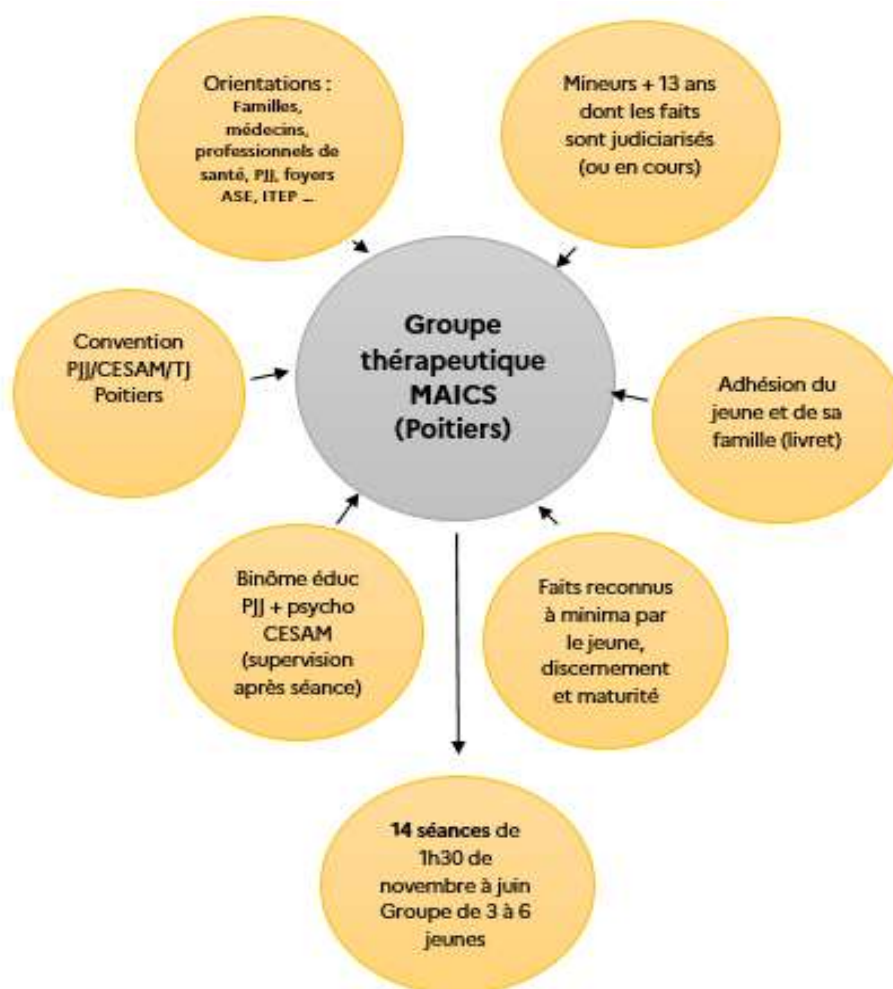 Orientations :
Familles,
médecins,
professionnels de
santé, PJJ, foyers
ASE, ITEP ...
Mineurs + 13 ans
dont les faits
sont judiciarisés
(ou en cours)
Groupe
thérapeutique
MAICS
(Poitiers)
Convention
PJJ/CESAM/TJ
Poitiers
Adhésion du
jeune et de sa
famille (livret)
Binôme éduc
PJJ + psycho
CESAM
(supervision
après séance)
Faits reconnus
à minima par
le jeune,
discernement
et maturité
14 séances de
1h30 de
novembre à juin
Groupe de 3 à 6
jeunes